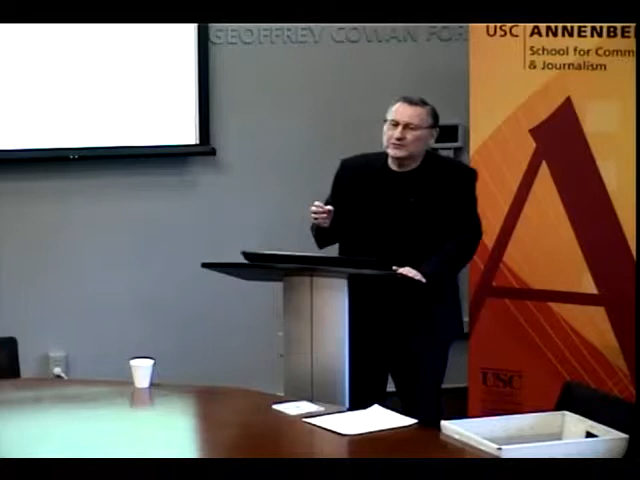 GEOFFREY COWAN FOR
USC ANNENBE
School for Comm
& Journalism
USC